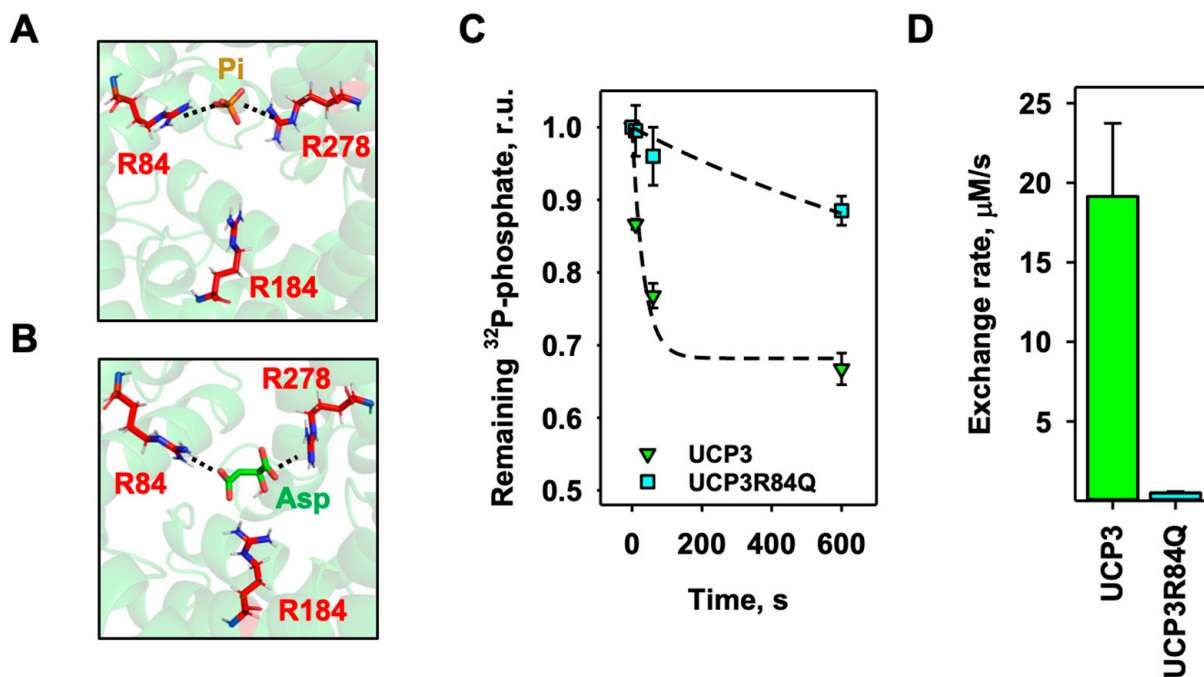 A
Pi
R84
R278
R184
B
R278
R84
Asp
R184
C
Remaining ³²P-phosphate, r.u.
1.0
0.9
0.8
0.7
0.6
0.5
UCP3
UCP3R84Q
0 200 400 600
Time, s
D
Exchange rate, μM/s
25
20
15
10
5
UCP3
UCP3R84Q